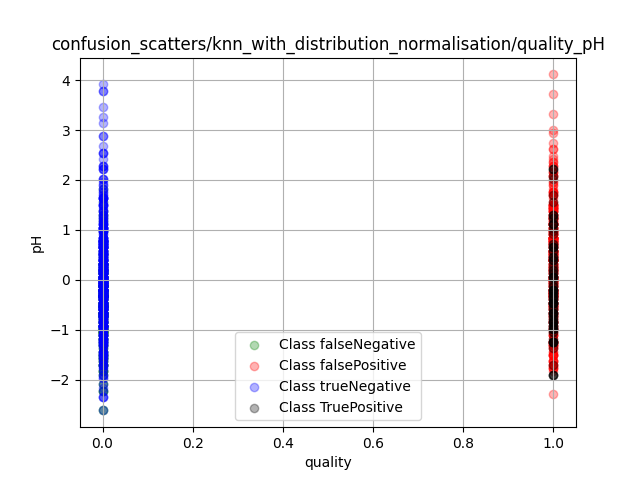 confusion_scatters/knn_with_distribution_normalisation/quality_pH
4
3
2
1
0
−1
−2
pH
Class falseNegative
Class falsePositive
Class trueNegative
Class TruePositive
0.0 0.2 0.4 0.6 0.8 1.0
quality